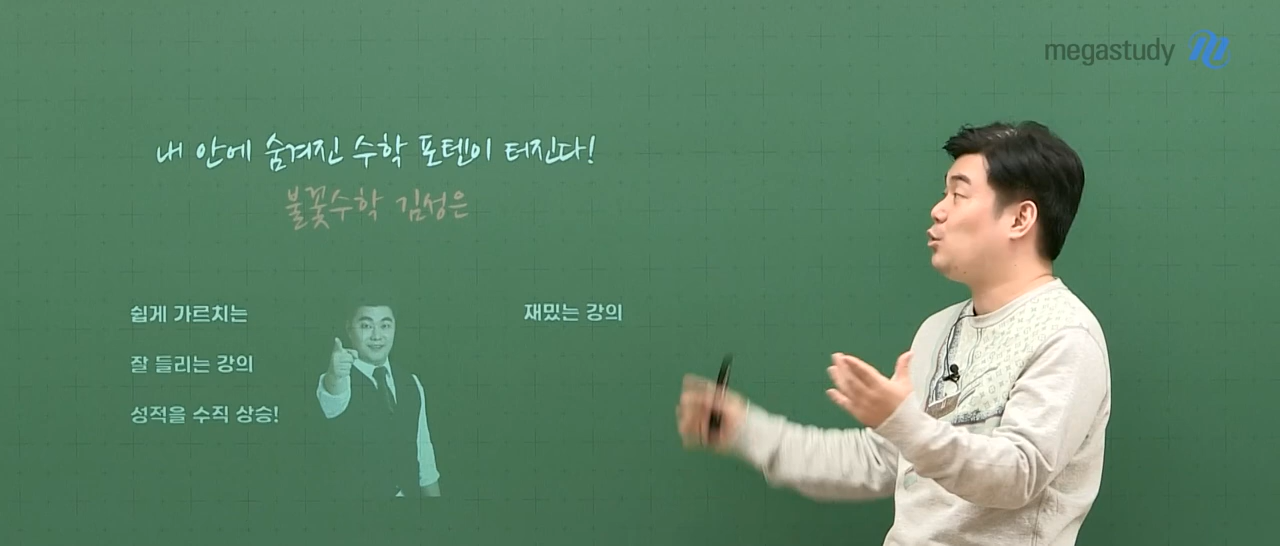 megastudy
내 안에 숨겨진 수학 포텐이 터진다!
불꽃수학 김성은
쉽게 가르치는
잘 들리는 강의
성적을 수직 상승!
재밌는 강의